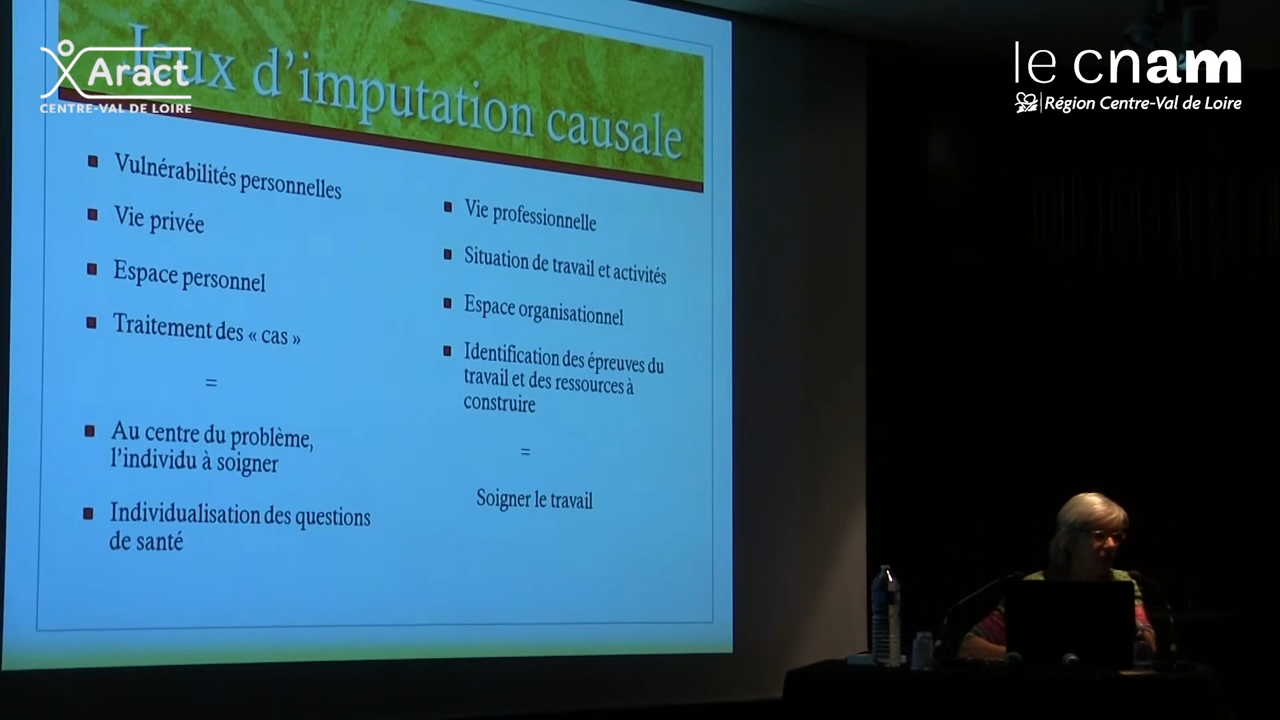 Jeux d'imputation causale
Aract
CENTRE-VAL DE LOIRE
le cnam
Région Centre-Val de Loire
Vulnérabilités personnelles
Vie privée
Espace personnel
Traitement des « cas »
=
Au centre du problème,
l'individu à soigner
Individualisation des questions
de santé
Vie professionnelle
Situation de travail et activités
Espace organisationnel
Identification des épreuves du
travail et des ressources à
construire
=
Soigner le travail